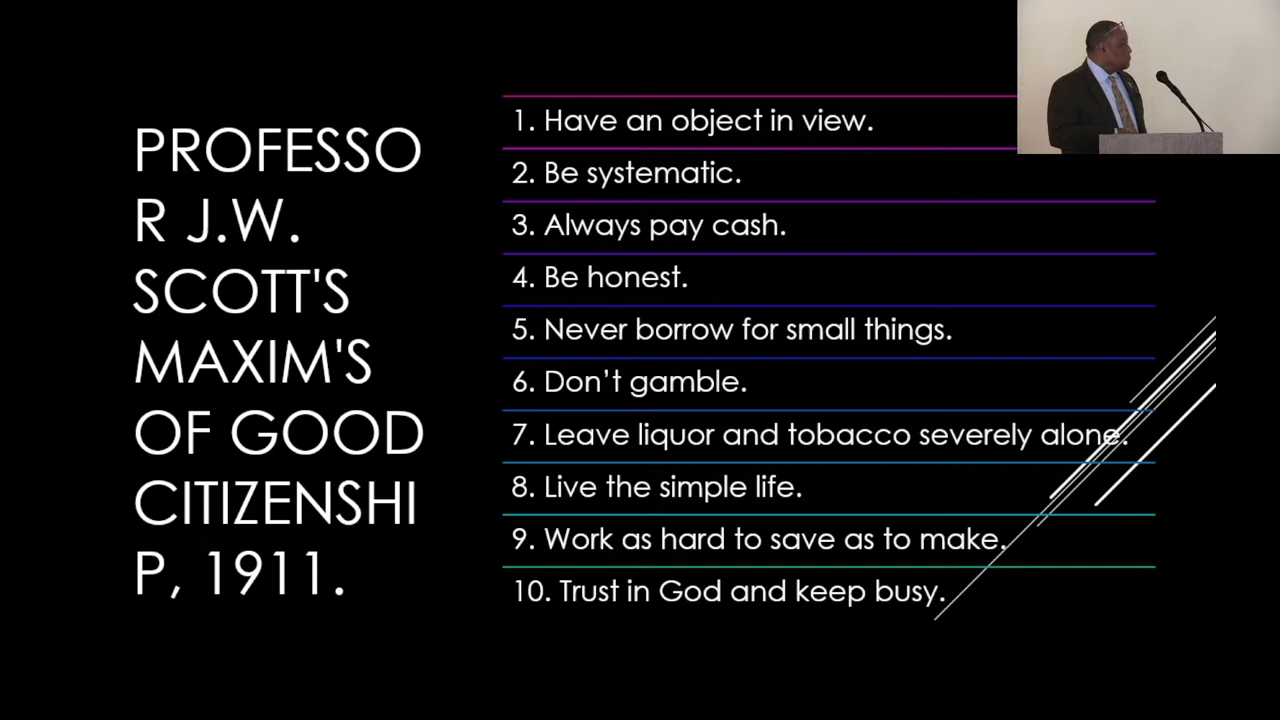 PROFESSO
R J.W.
SCOTT'S
MAXIM'S
OF GOOD
CITIZENSHI
P, 1911.
1. Have an object in view.
2. Be systematic.
3. Always pay cash.
4. Be honest.
5. Never borrow for small things.
6. Don’t gamble.
7. Leave liquor and tobacco severely alone.
8. Live the simple life.
9. Work as hard to save as to make.
10. Trust in God and keep busy.